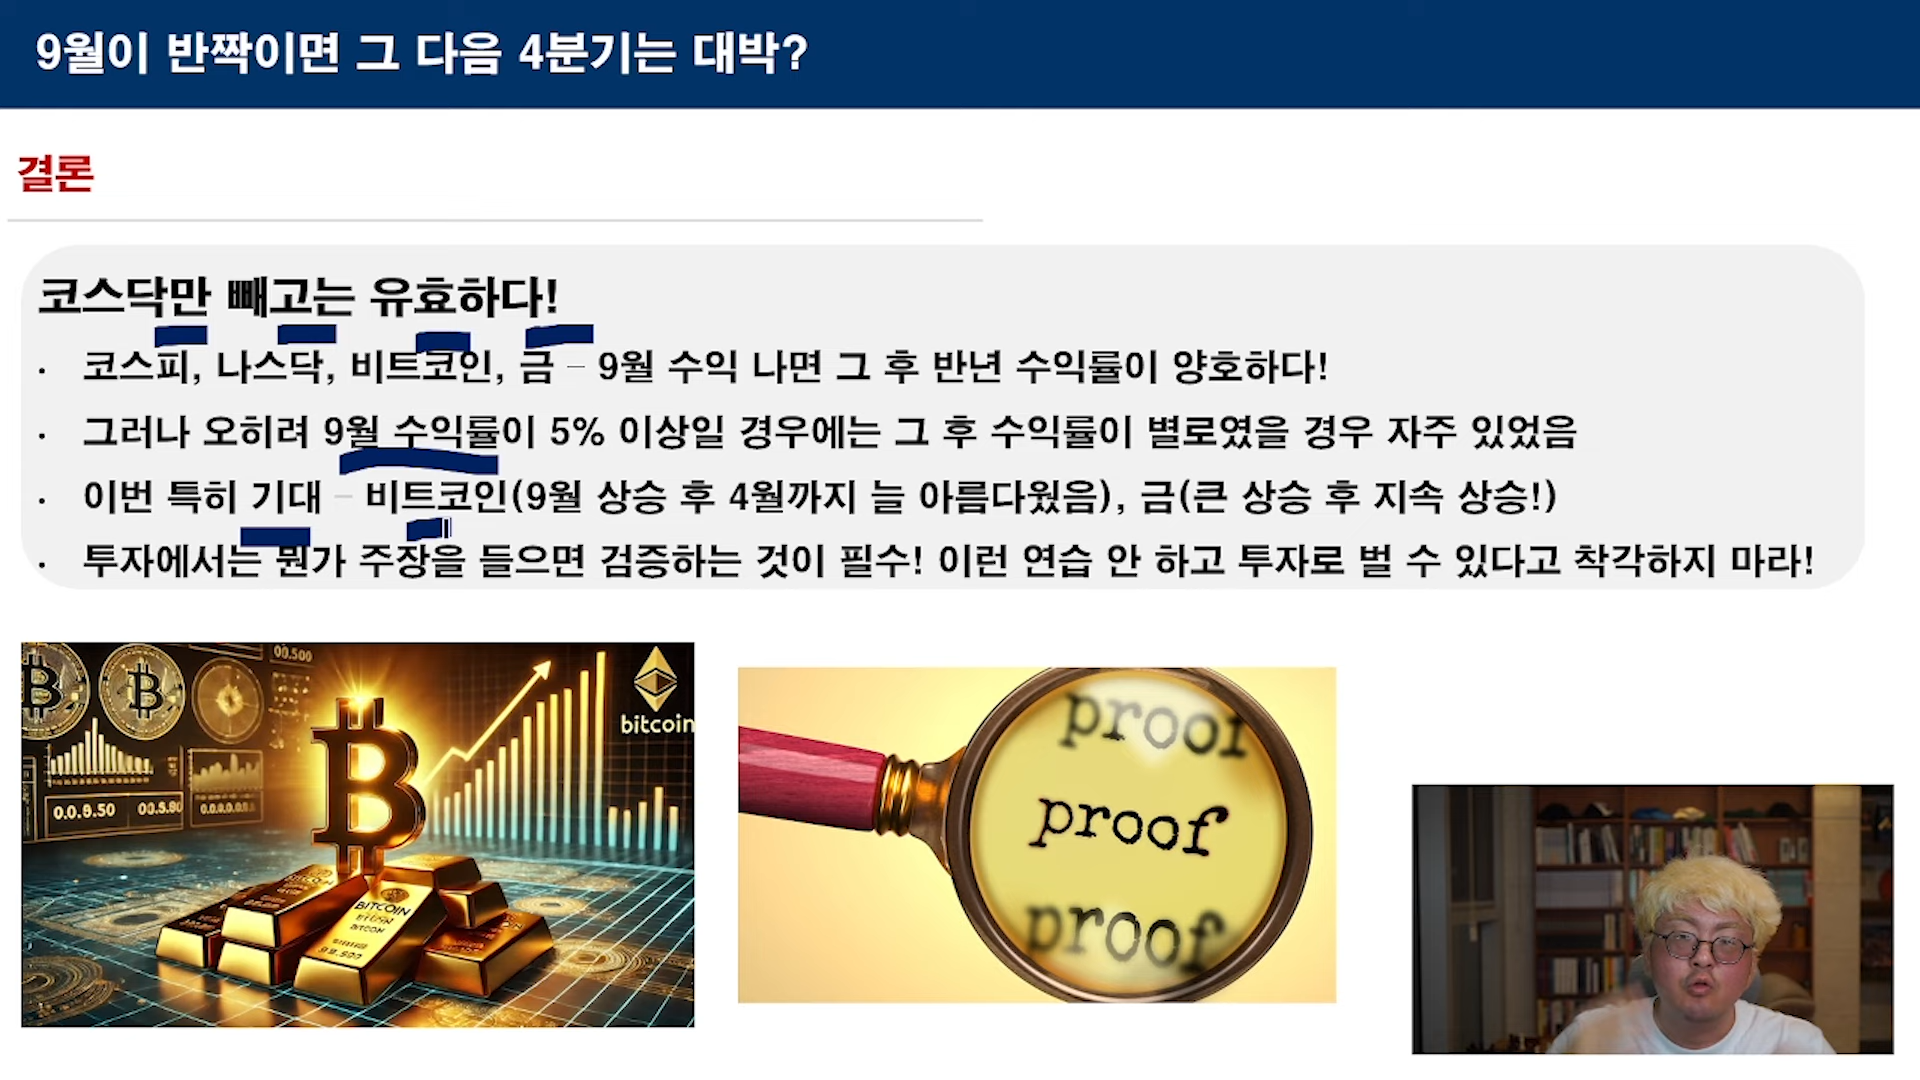 9월이 반짝이면 그 다음 4분기는 대박?
결론
코스닥만 빼고는 유효하다!
· 코스피, 나스닥, 비트코인, 금 – 9월 수익 나면 그 후 반년 수익률이 양호하다!
· 그러나 오히려 9월 수익률이 5% 이상일 경우에는 그 후 수익률이 별로였을 경우 자주 있었음
· 이번 특히 기대 – 비트코인(9월 상승 후 4월까지 늘 아름다웠음), 금(큰 상승 후 지속 상승!)
· 투자에서는 뭔가 주장을 들으면 검증하는 것이 필수! 이런 연습 안 하고 투자로 벌 수 있다고 착각하지 마라!
00.500
bitcoin
0.0.9.50
BITCOIN
proof
proof
proof